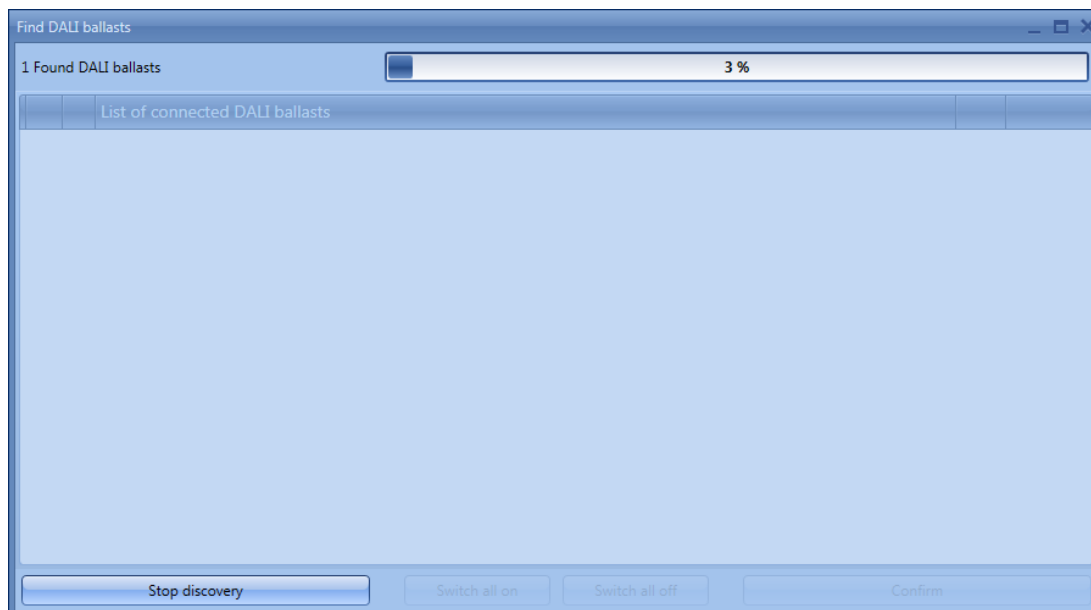 Find DALI ballasts
1 Found DALI ballasts
3 %
List of connected DALI ballasts
Stop discovery
Switch all on
Switch all off
Confirm